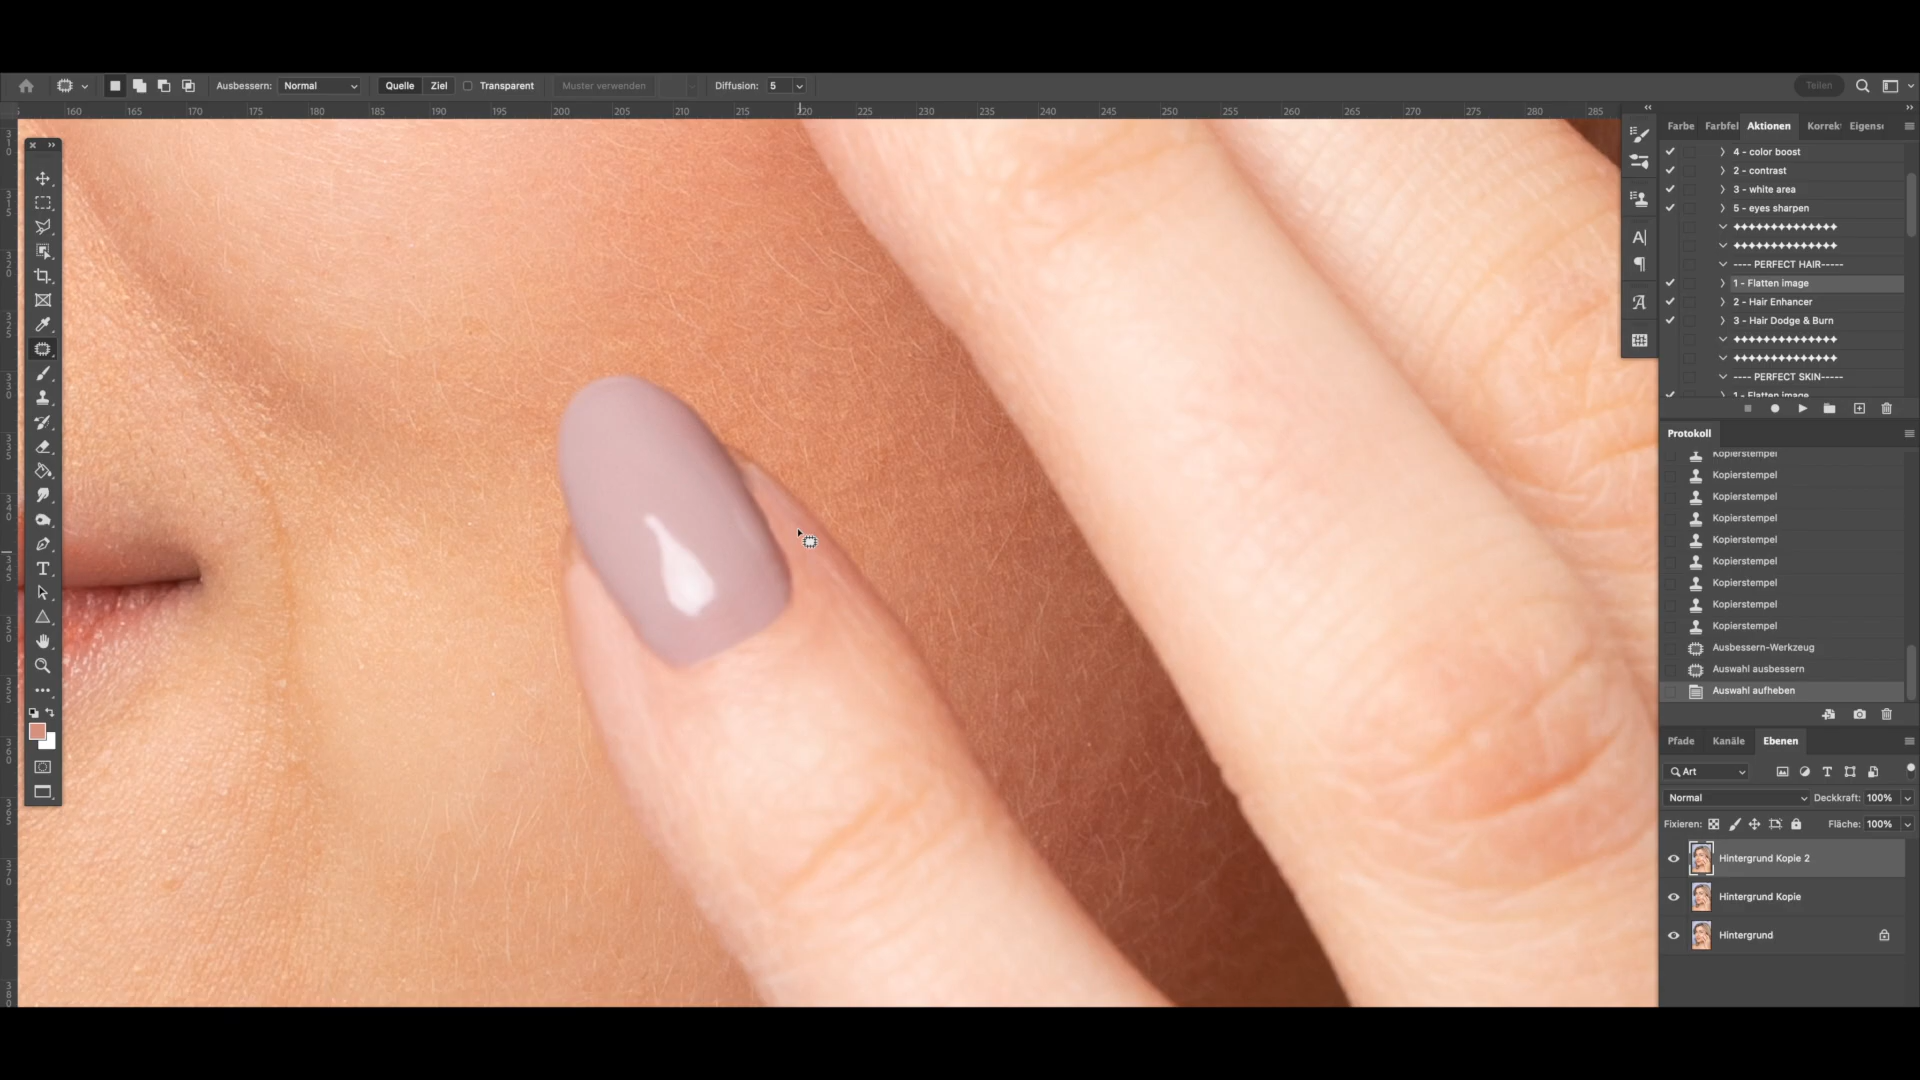 Ausbessern: Normal Quelle Ziel Transparent Muster verwenden Diffusion: 5 Teilen
160 165 170 175 180 185 190 195 200 205 210 215 220 225 230 235 240 245 250 255 260 265 270 275 280 285
Farbe Farbfel Aktionen Korrek Eigens
4 - color boost
2 - contrast
3 - white area
5 - eyes sharpen
✦✦✦✦✦✦✦✦✦✦✦✦✦✦
✦✦✦✦✦✦✦✦✦✦✦✦✦✦
---- PERFECT HAIR-----
1 - Flatten image
2 - Hair Enhancer
3 - Hair Dodge & Burn
✦✦✦✦✦✦✦✦✦✦✦✦✦✦
✦✦✦✦✦✦✦✦✦✦✦✦✦✦
---- PERFECT SKIN-----
1 - Flatten image
Protokoll
Kopierstempel
Kopierstempel
Kopierstempel
Kopierstempel
Kopierstempel
Kopierstempel
Kopierstempel
Kopierstempel
Kopierstempel
Ausbessern-Werkzeug
Auswahl ausbessern
Auswahl aufheben
Pfade Kanäle Ebenen
Art
Normal Deckkraft: 100%
Fixieren: Fläche: 100%
Hintergrund Kopie 2
Hintergrund Kopie
Hintergrund